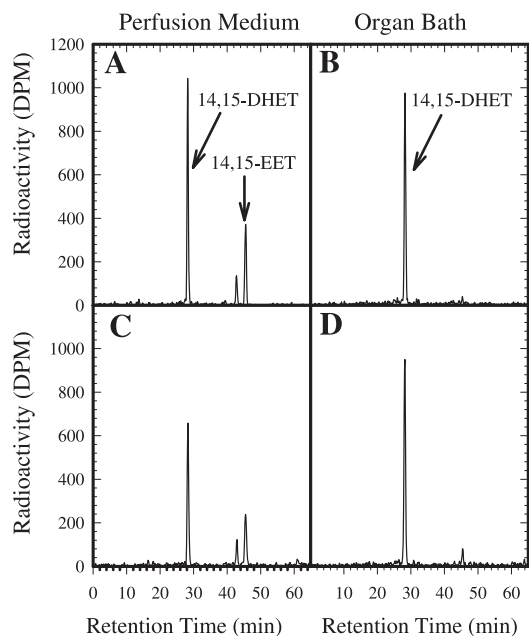 Perfusion Medium Organ Bath
Radioactivity (DPM)
1200
1000
800
600
400
200
0
A
14,15-DHET
14,15-EET
B
14,15-DHET
Radioactivity (DPM)
1000
800
600
400
200
0
C
D
0 10 20 30 40 50 60 10 20 30 40 50 60
Retention Time (min) Retention Time (min)